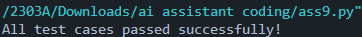 /2303A/Downloads/ai assistant coding/ass9.py"
All test cases passed successfully!